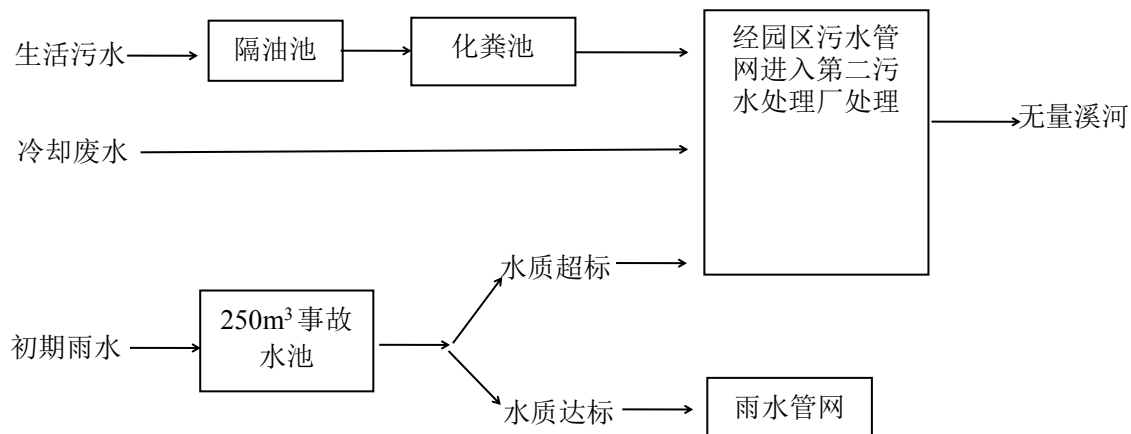 生活污水
隔油池
化粪池
经园区污水管
网进入第二污
水处理厂处理
无量溪河
冷却废水
水质超标
初期雨水
250m³事故
水池
水质达标
雨水管网